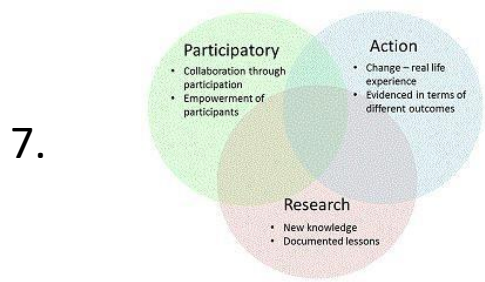 7.
Participatory
• Collaboration through
participation
• Empowerment of
participants
Action
• Change – real life
experience
• Evidenced in terms of
different outcomes
Research
• New knowledge
• Documented lessons